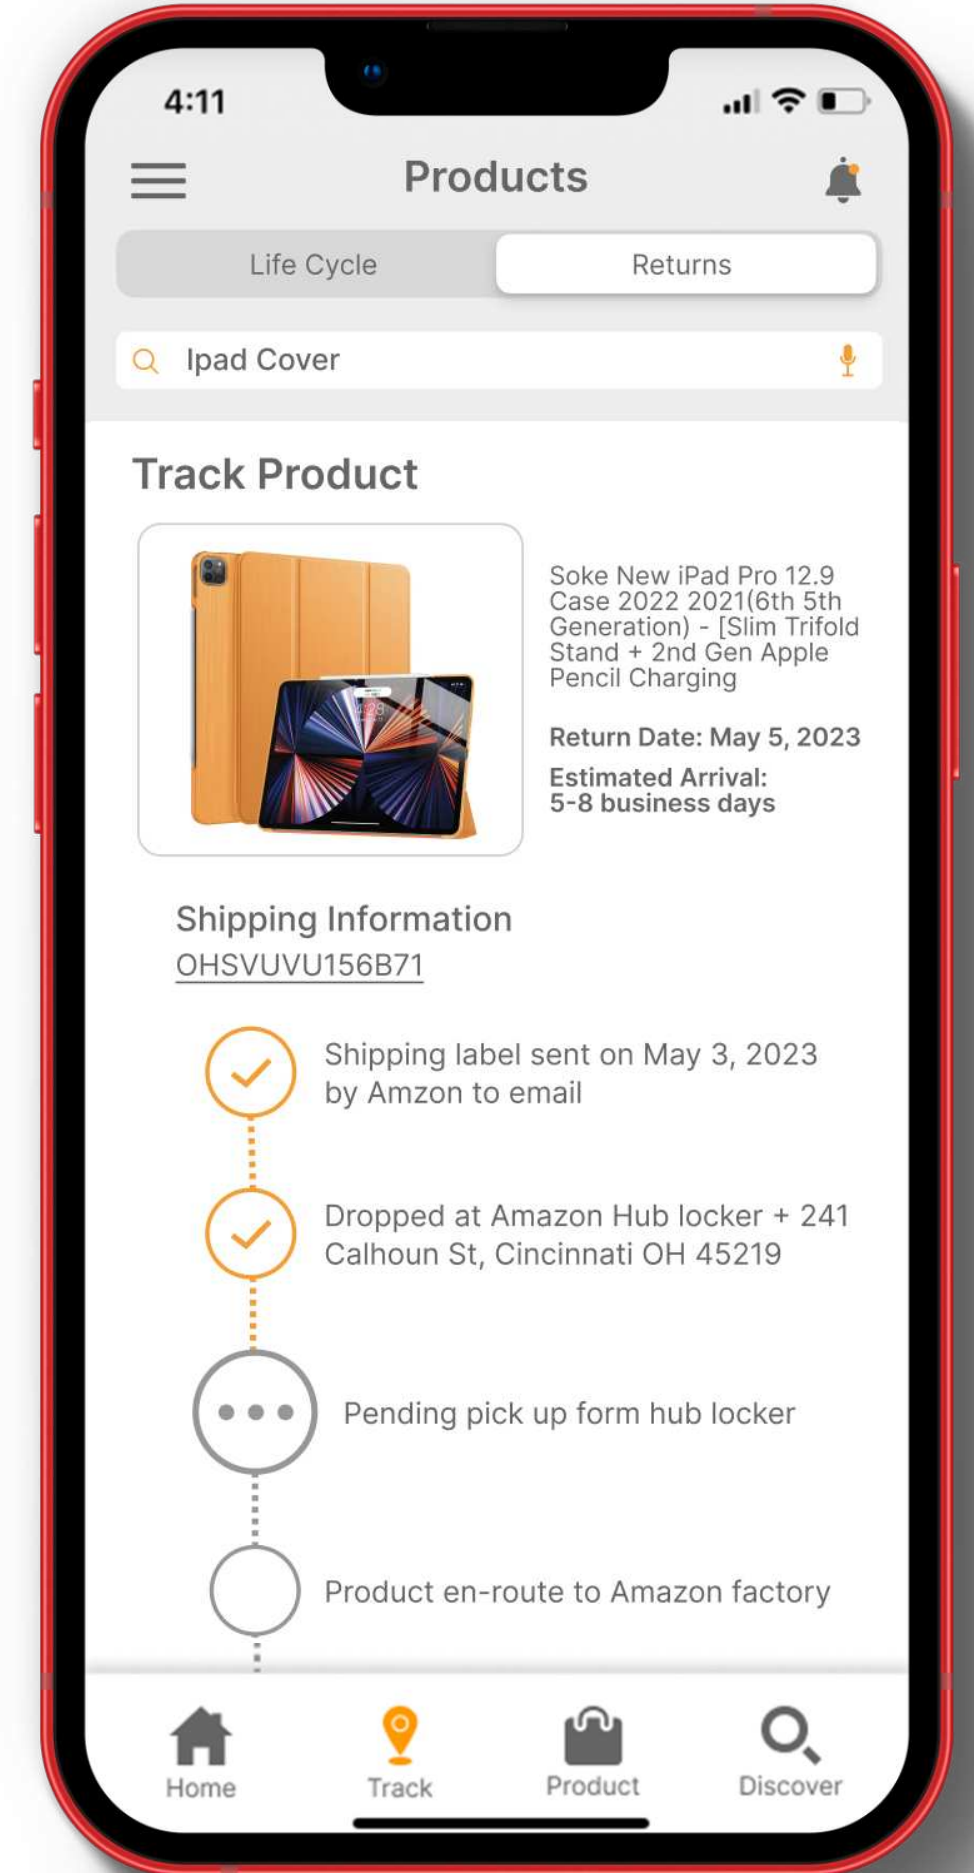 4:11
Products
Life Cycle
Returns
Ipad Cover
Track Product
Soke New iPad Pro 12.9
Case 2022 2021(6th 5th
Generation) - [Slim Trifold
Stand + 2nd Gen Apple
Pencil Charging
Return Date: May 5, 2023
Estimated Arrival:
5-8 business days
4:28
Shipping Information
OHSVUVU156B71
Shipping label sent on May 3, 2023
by Amzon to email
Dropped at Amazon Hub locker + 241
Calhoun St, Cincinnati OH 45219
Pending pick up form hub locker
Product en-route to Amazon factory
Home
Track
Product
Discover